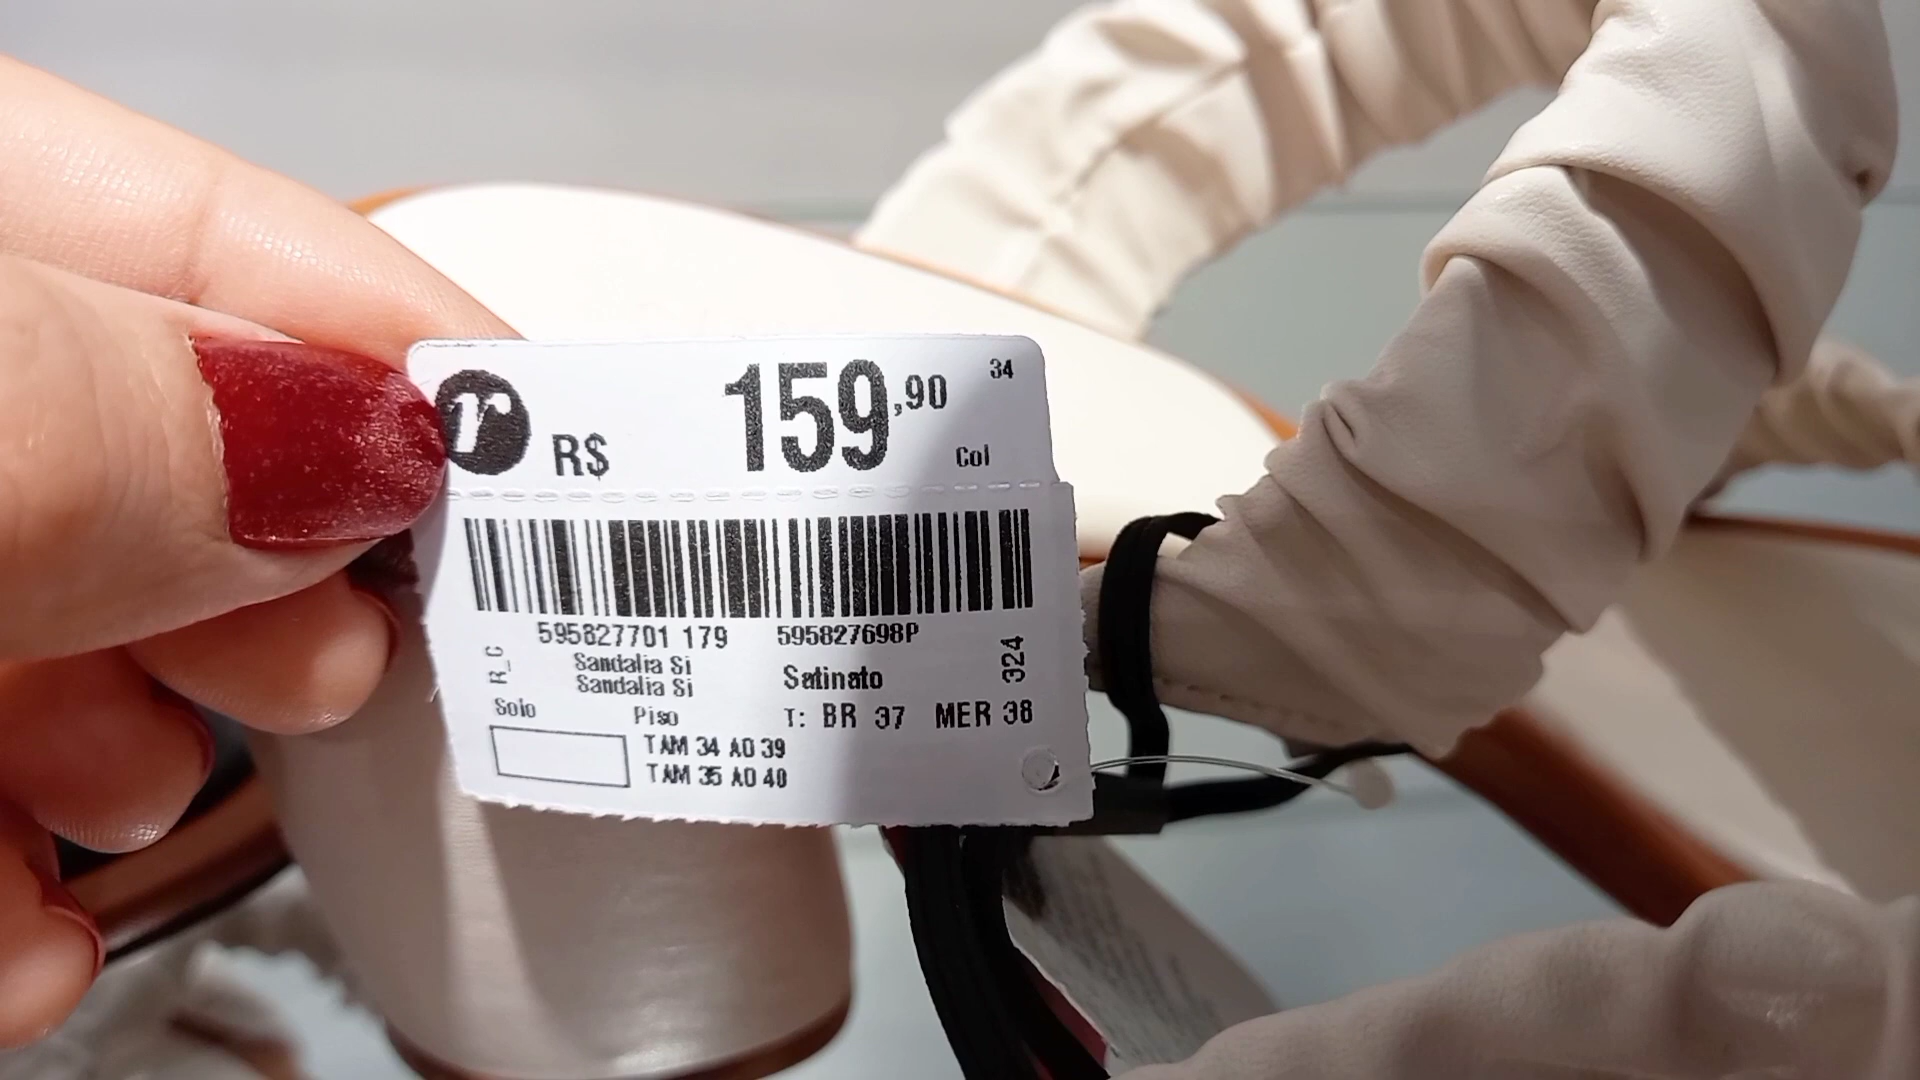 34
r R$ 159,90
Col
595827701 179 595827698P
R_C
Sandalia Si
Sandalia Si
Satinato
324
Solo Piso T: BR 37 MER 38
TAM 34 AO 39
TAM 35 AO 40